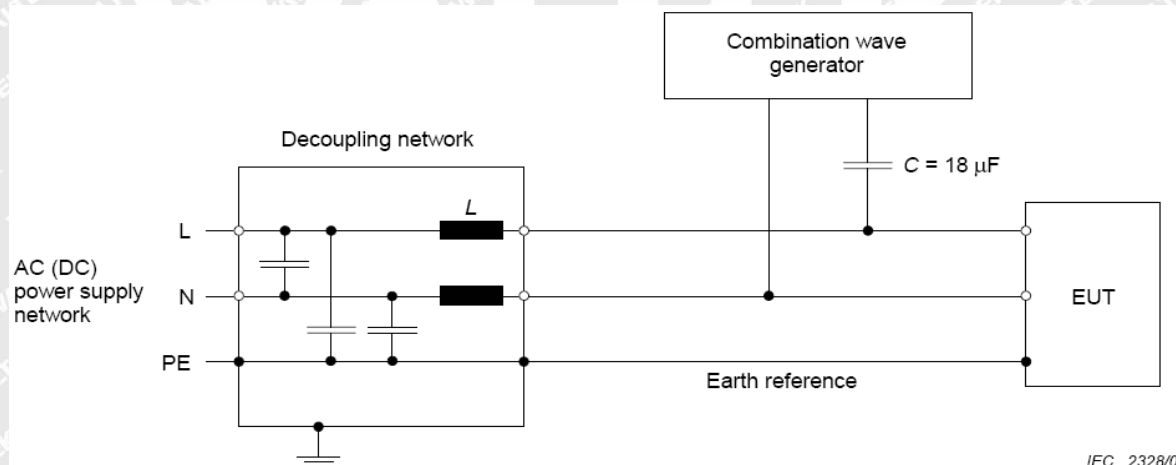 Combination wave
generator
Decoupling network
C = 18 μF
L
L
AC (DC)
power supply
network
N
EUT
PE
Earth reference